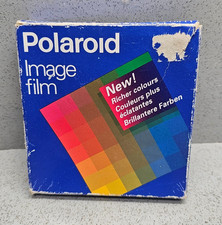 Polaroid
Image
film
New!
Richer colours
Couleurs plus
éclatantes
Brillantere Farben